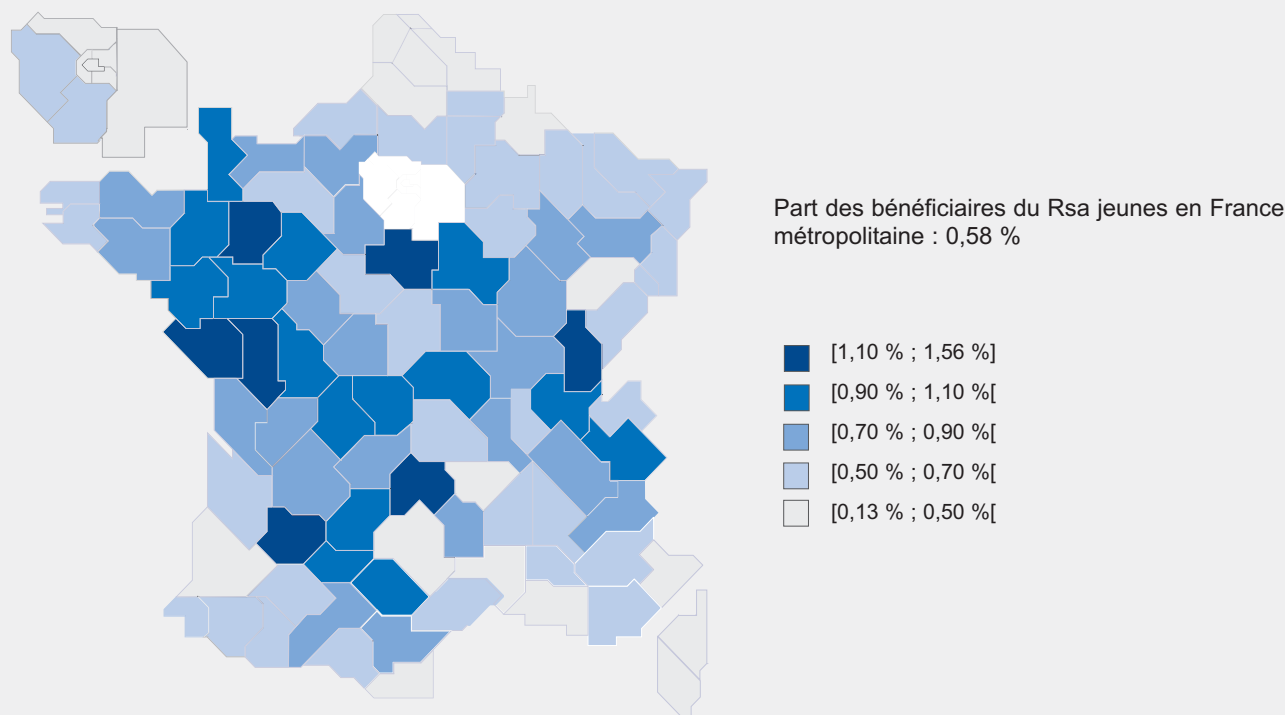 Part des bénéficiaires du Rsa jeunes en France
métropolitaine : 0,58 %
[1,10 % ; 1,56 %]
[0,90 % ; 1,10 %[
[0,70 % ; 0,90 %[
[0,50 % ; 0,70 %[
[0,13 % ; 0,50 %[